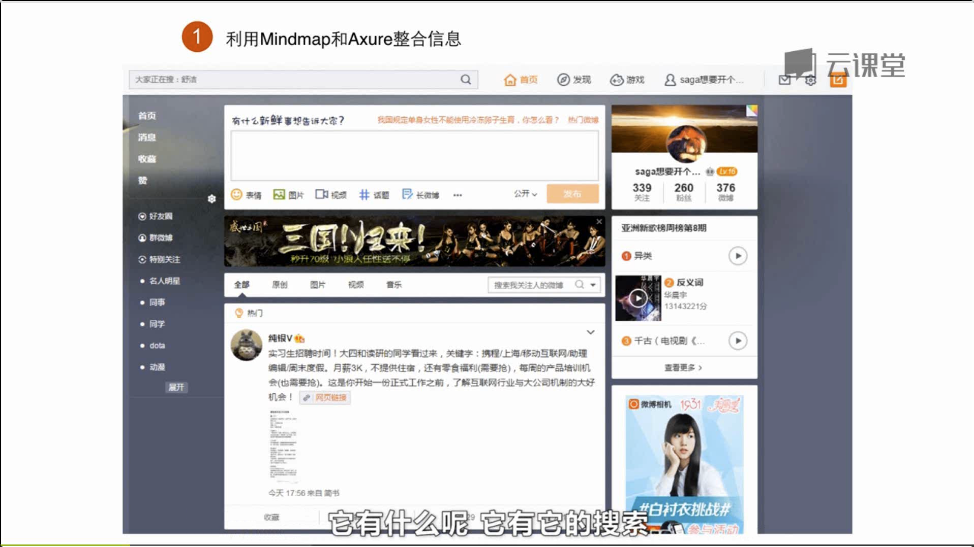 1 利用Mindmap和Axure整合信息
云课堂
大家正在搜：舒洁
首页 发现 游戏 saga想要开个...
首页
消息
收藏
赞
好友圈
群微博
特别关注
名人明星
同事
同学
dota
动漫
展开
有什么新鲜事想告诉大家?
我国规定单身女性不能使用冷冻卵子生育，你怎么看？ 热门微博
表情 图片 视频 话题 长微博 ... 公开 发布
三国!归来!
秒升70级 小狼人任性送不停
全部 原创 图片 视频 音乐 搜索我关注人的微博
热门
纯银V
实习生招聘时间！大四和读研的同学看过来，关键字：携程/上海/移动互联网/助理
编辑/周末度假。月薪3K，不提供住宿，还有零食福利(需要抢)，每周的产品培训机
会(也需要抢)。这是你开始一份正式工作之前，了解互联网行业与大公司机制的大好
机会！ 网页链接
今天 17:56 来自 简书
收藏
saga想要开个... Lv.16
339 260 376
关注 粉丝 微博
亚洲新歌榜周榜第8期
1 异类
2 反义词
华晨宇
13143221分
3 千古（电视剧《...
查看更多 >
微博相机 1931
#白衬衣挑战#
参与活动
它有什么呢 它有它的搜索